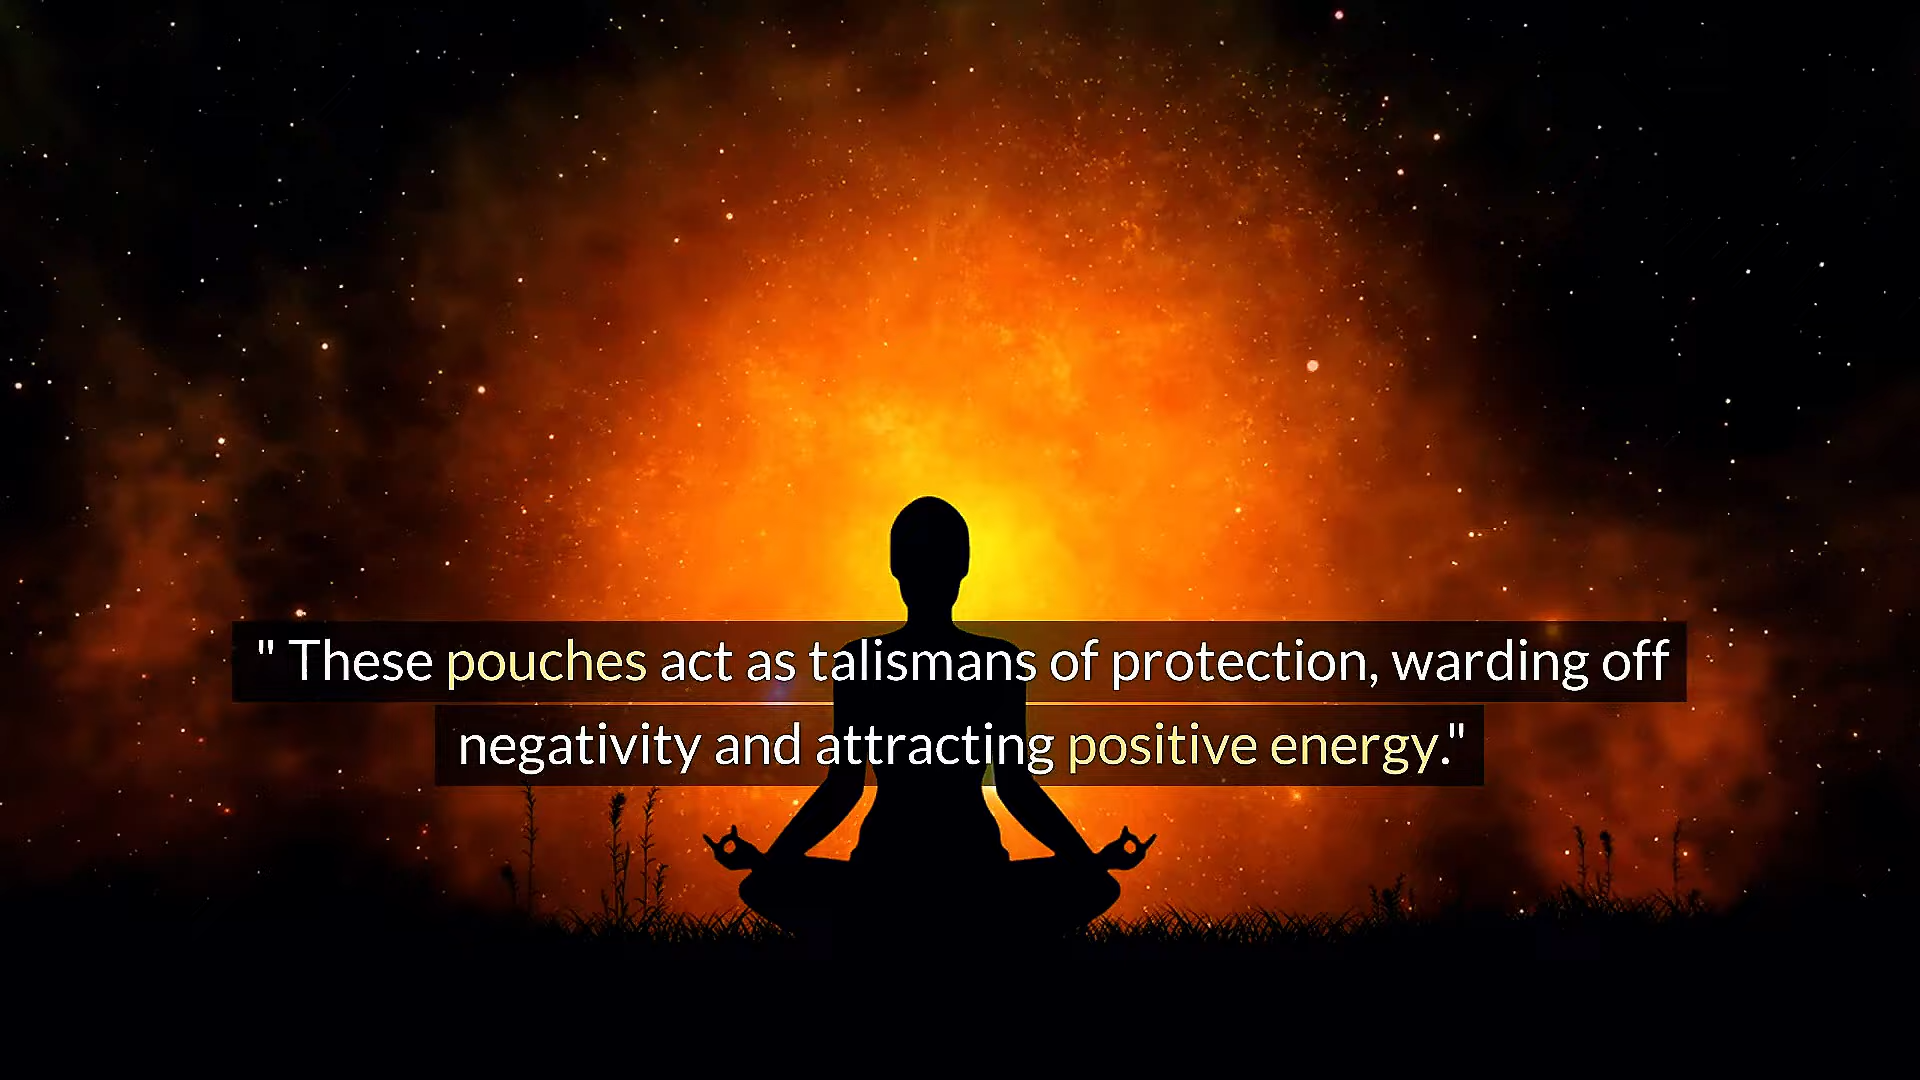 " These pouches act as talismans of protection, warding off
negativity and attracting positive energy."